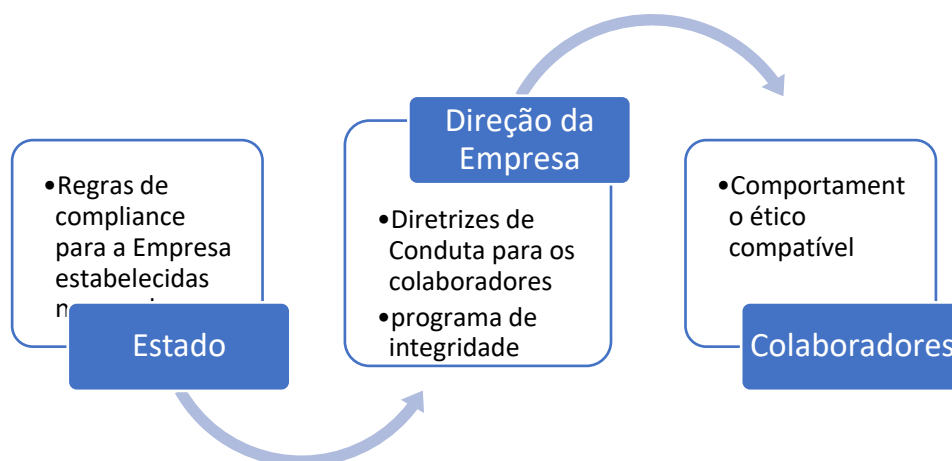 •Regras de
compliance
para a Empresa
estabelecidas
Estado
Direção da
Empresa
•Diretrizes de
Conduta para os
colaboradores
•programa de
integridade
•Comportament
o ético
compatível
Colaboradores